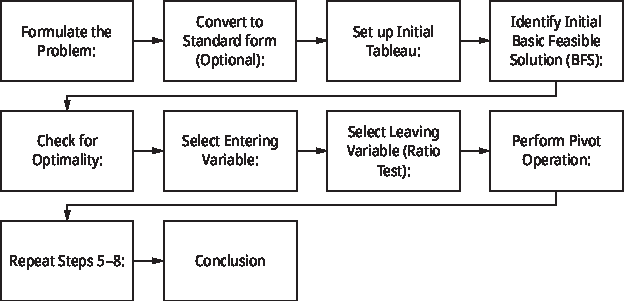 Formulate the
Problem:
Convert to
Standard form
(Optional):
Set up Initial
Tableau:
Identify Initial
Basic Feasible
Solution (BFS):
Check for
Optimality:
Select Entering
Variable:
Select Leaving
Variable (Ratio
Test):
Perform Pivot
Operation:
Repeat Steps 5–8:
Conclusion